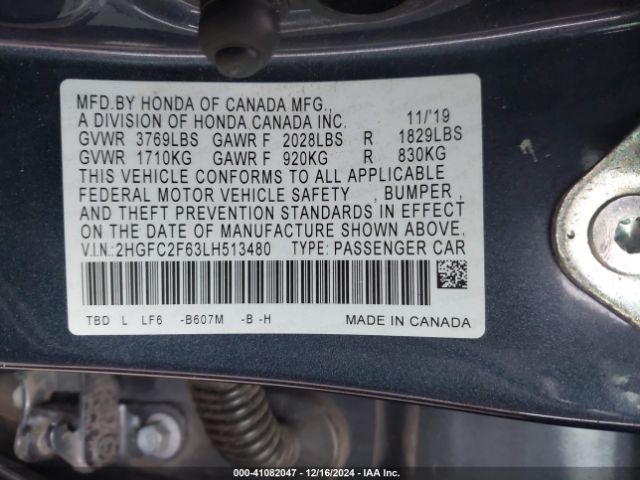 MFD.BY HONDA OF CANADA MFG.,
A DIVISION OF HONDA CANADA INC. 11/'19
GVWR 3769LBS GAWR F 2028LBS R 1829LBS
GVWR 1710KG GAWR F 920KG R 830KG
THIS VEHICLE CONFORMS TO ALL APPLICABLE
FEDERAL MOTOR VEHICLE SAFETY , BUMPER ,
AND THEFT PREVENTION STANDARDS IN EFFECT
ON THE DATE OF MANUFACTURE SHOWN ABOVE.
V.I.N.:2HGFC2F63LH513480 TYPE: PASSENGER CAR
TBD L LF6 -B607M -B -H MADE IN CANADA
000-41082047 / 12/16/2024 - IAA Inc.